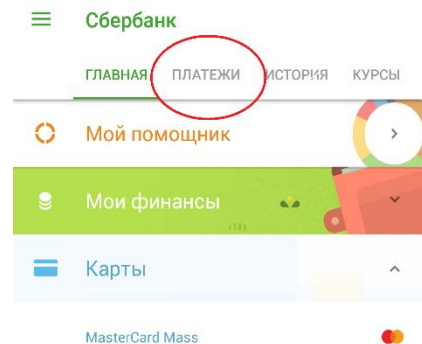 Сбербанк
ГЛАВНАЯ ПЛАТЕЖИ ИСТОРИЯ КУРСЫ
Мой помощник
Мои финансы
Карты
MasterCard Mass